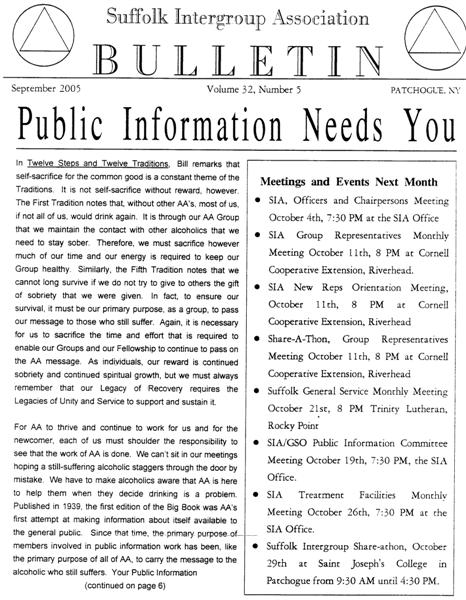 Suffolk Intergroup Association
BULLETIN
September 2005 Volume 32, Number 5 PATCHOGUE, NY
Public Information Needs You
In Twelve Steps and Twelve Traditions, Bill remarks that
self-sacrifice for the common good is a constant theme of the
Traditions. It is not self-sacrifice without reward, however.
The First Tradition notes that, without other AA's, most of us,
if not all of us, would drink again. It is through our AA Group
that we maintain the contact with other alcoholics that we
need to stay sober. Therefore, we must sacrifice however
much of our time and our energy is required to keep our
Group healthy. Similarly, the Fifth Tradition notes that we
cannot long survive if we do not try to give to others the gift
of sobriety that we were given. In fact, to ensure our
survival, it must be our primary purpose, as a group, to pass
our message to those who still suffer. Again, it is necessary
for us to sacrifice the time and effort that is required to
enable our Groups and our Fellowship to continue to pass on
the AA message. As individuals, our reward is continued
sobriety and continued spiritual growth, but we must always
remember that our Legacy of Recovery requires the
Legacies of Unity and Service to support and sustain it.
For AA to thrive and continue to work for us and for the
newcomer, each of us must shoulder the responsibility to
see that the work of AA is done. We can't sit in our meetings
hoping a still-suffering alcoholic staggers through the door by
mistake. We have to make alcoholics aware that AA is here
to help them when they decide drinking is a problem.
Published in 1939, the first edition of the Big Book was AA's
first attempt at making information about itself available to
the general public. Since that time, the primary purpose of
members involved in public information work has been, like
the primary purpose of all of AA, to carry the message to the
alcoholic who still suffers. Your Public Information
(continued on page 6)
Meetings and Events Next Month
• SIA, Officers and Chairpersons Meeting
October 4th, 7:30 PM at the SIA Office
• SIA Group Representatives Monthly
Meeting October 11th, 8 PM at Cornell
Cooperative Extension, Riverhead.
• SIA New Reps Orientation Meeting,
October 11th, 8 PM at Cornell
Cooperative Extension, Riverhead
• Share-A-Thon, Group Representatives
Meeting October 11th, 8 PM at Cornell
Cooperative Extension, Riverhead
• Suffolk General Service Monthly Meeting
October 21st, 8 PM Trinity Lutheran,
Rocky Point
• SIA/GSO Public Information Committee
Meeting October 19th, 7:30 PM, the SIA
Office.
• SIA Treatment Facilities Monthly
Meeting October 26th, 7:30 PM at the
SIA Office.
• Suffolk Intergroup Share-athon, October
29th at Saint Joseph's College in
Patchogue from 9:30 AM until 4:30 PM.